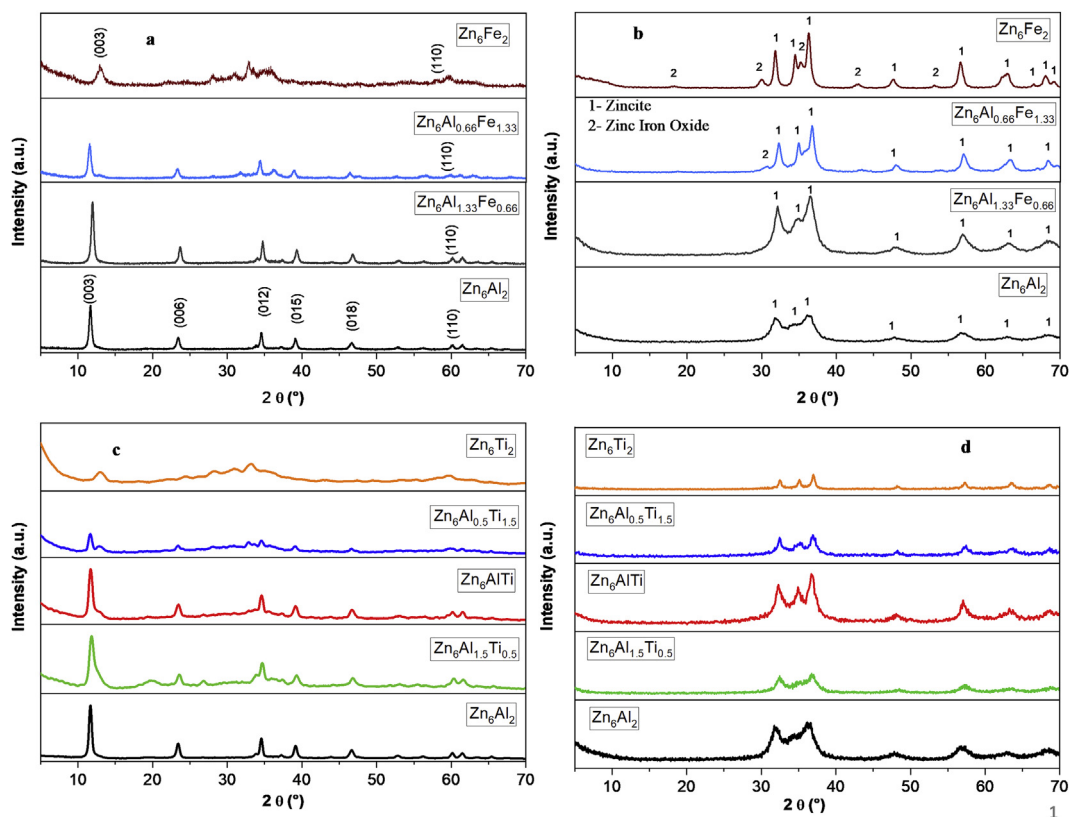 a
Zn6Fe2
(003)
(110)
Zn6Al0.66Fe1.33
(110)
Zn6Al1.33Fe0.66
(110)
Zn6Al2
(003)
(006)
(012)
(015)
(018)
(110)
Intensity (a.u.)
5 10 20 30 40 50 60 70
2 θ (°)
b
Zn6Fe2
2 2 1 1 2 1 2 1 2 1 1 1 1 1
1- Zincite
2- Zinc Iron Oxide
Zn6Al0.66Fe1.33
2 1 1 1 1 1 1 1
Zn6Al1.33Fe0.66
1 1 1 1 1 1 1
Zn6Al2
1 1 1 1 1 1 1
Intensity (a.u.)
5 10 20 30 40 50 60 70
2 θ (°)
c
Zn6Ti2
Zn6Al0.5Ti1.5
Zn6AlTi
Zn6Al1.5Ti0.5
Zn6Al2
Intensity (a.u.)
5 10 20 30 40 50 60 70
2 θ (°)
d
Zn6Ti2
Zn6Al0.5Ti1.5
Zn6AlTi
Zn6Al1.5Ti0.5
Zn6Al2
Intensity (a.u.)
5 10 20 30 40 50 60 70
2 θ (°)
1